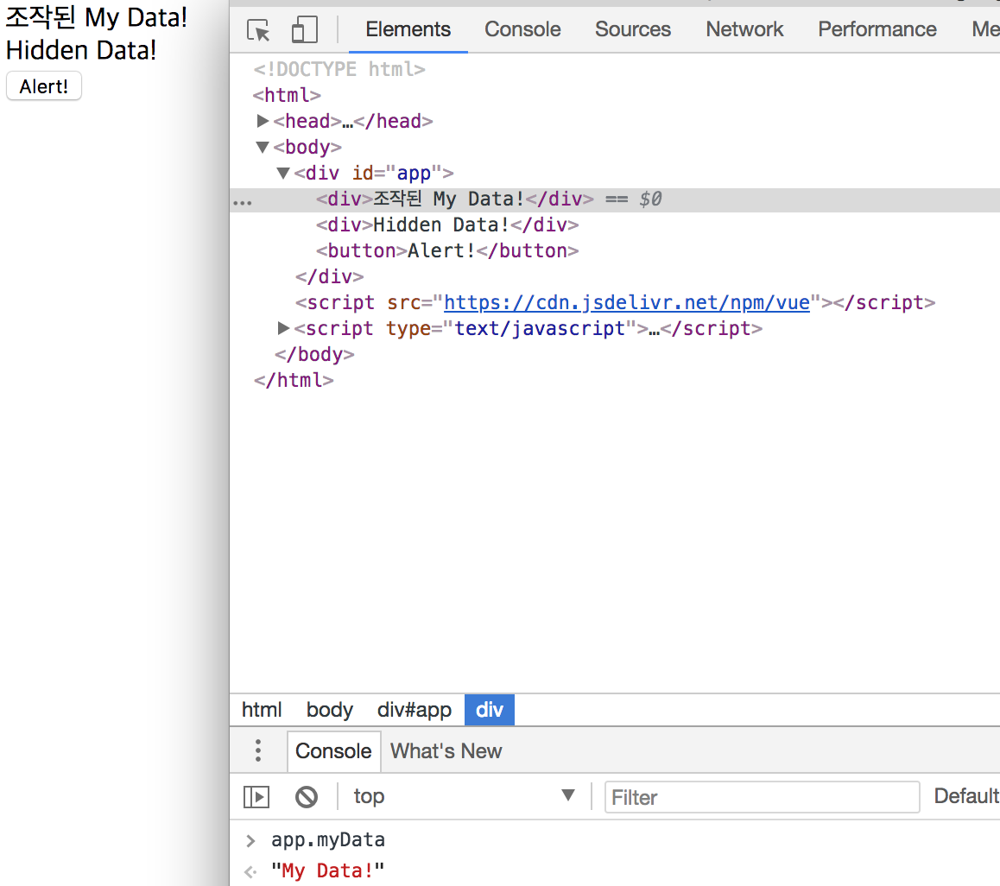 조작된 My Data!
Hidden Data!
Alert!
Elements Console Sources Network Performance Me
<!DOCTYPE html>
<html>
▶<head>…</head>
▼<body>
▼<div id="app">
... <div>조작된 My Data!</div> == $0
<div>Hidden Data!</div>
<button>Alert!</button>
</div>
<script src="https://cdn.jsdelivr.net/npm/vue"></script>
▶<script type="text/javascript">…</script>
</body>
</html>
html body div#app div
Console What's New
top ▼ Filter Default
> app.myData
"My Data!"